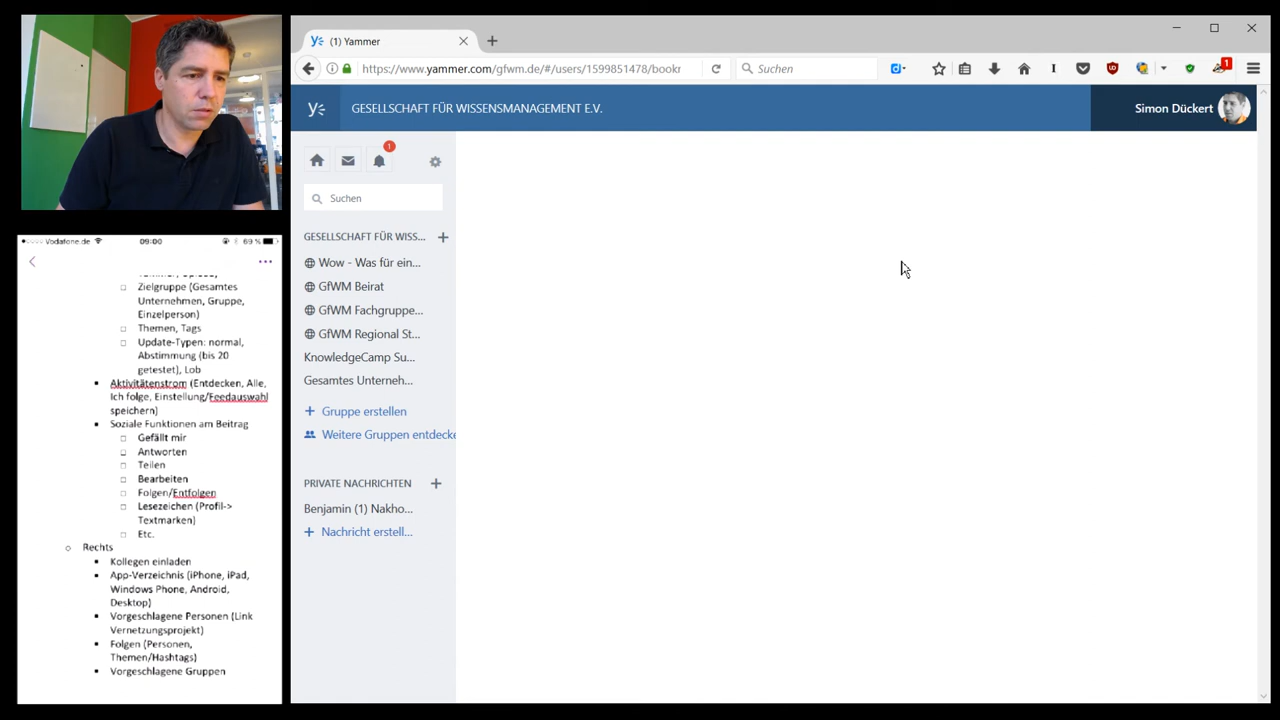 (1) Yammer
https://www.yammer.com/gfwm.de/#/users/1599851478/bookr
Suchen
1
GESELLSCHAFT FÜR WISSENSMANAGEMENT E.V.
Simon Dückert
1
Suchen
GESELLSCHAFT FÜR WISS...
Wow - Was für ein...
GfWM Beirat
GfWM Fachgruppe...
GfWM Regional St...
KnowledgeCamp Su...
Gesamtes Unterneh...
+ Gruppe erstellen
Weitere Gruppen entdecke
PRIVATE NACHRICHTEN
Benjamin (1) Nakho...
+ Nachricht erstell...
Vodafone.de
09:00
69 %
Zielgruppe (Gesamtes
Unternehmen, Gruppe,
Einzelperson)
Themen, Tags
Update-Typen: normal,
Abstimmung (bis 20
getestet), Lob
Aktivitätenstrom (Entdecken, Alle,
Ich folge, Einstellung/Feedauswahl
speichern)
Soziale Funktionen am Beitrag
Gefällt mir
Antworten
Teilen
Bearbeiten
Folgen/Entfolgen
Lesezeichen (Profil->
Textmarken)
Etc.
Rechts
Kollegen einladen
App-Verzeichnis (iPhone, iPad,
Windows Phone, Android,
Desktop)
Vorgeschlagene Personen (Link
Vernetzungsprojekt)
Folgen (Personen,
Themen/Hashtags)
Vorgeschlagene Gruppen